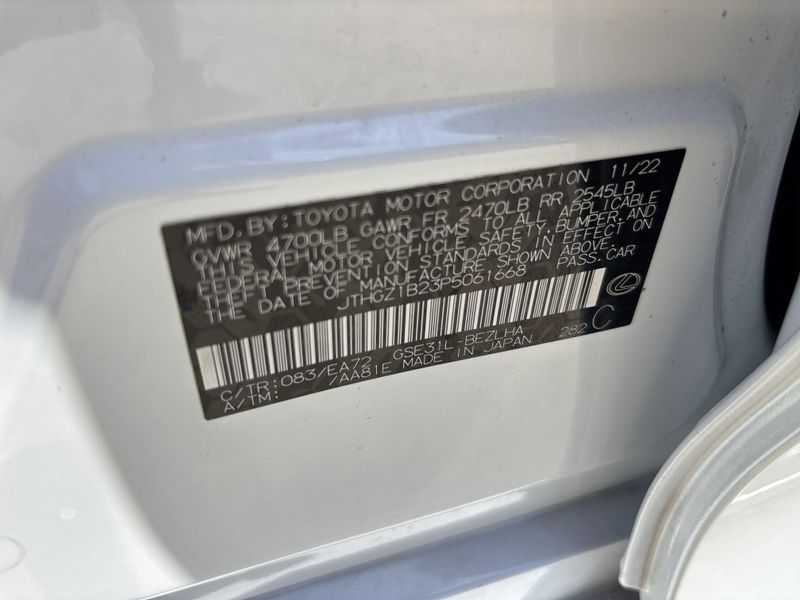 MFD. BY: TOYOTA MOTOR CORPORATION 11/22
GVWR 4700LB GAWR FR 2470LB RR 2545LB
THIS VEHICLE CONFORMS TO ALL APPLICABLE
FEDERAL MOTOR VEHICLE SAFETY, BUMPER, AND
THEFT PREVENTION STANDARDS IN EFFECT ON
THE DATE OF MANUFACTURE SHOWN ABOVE.
JTHGZ1B23P5061668 PASS. CAR
C/TR: 083/EA72 GSE31L-BEZLHA 282 C
A/TM: /AA81E MADE IN JAPAN